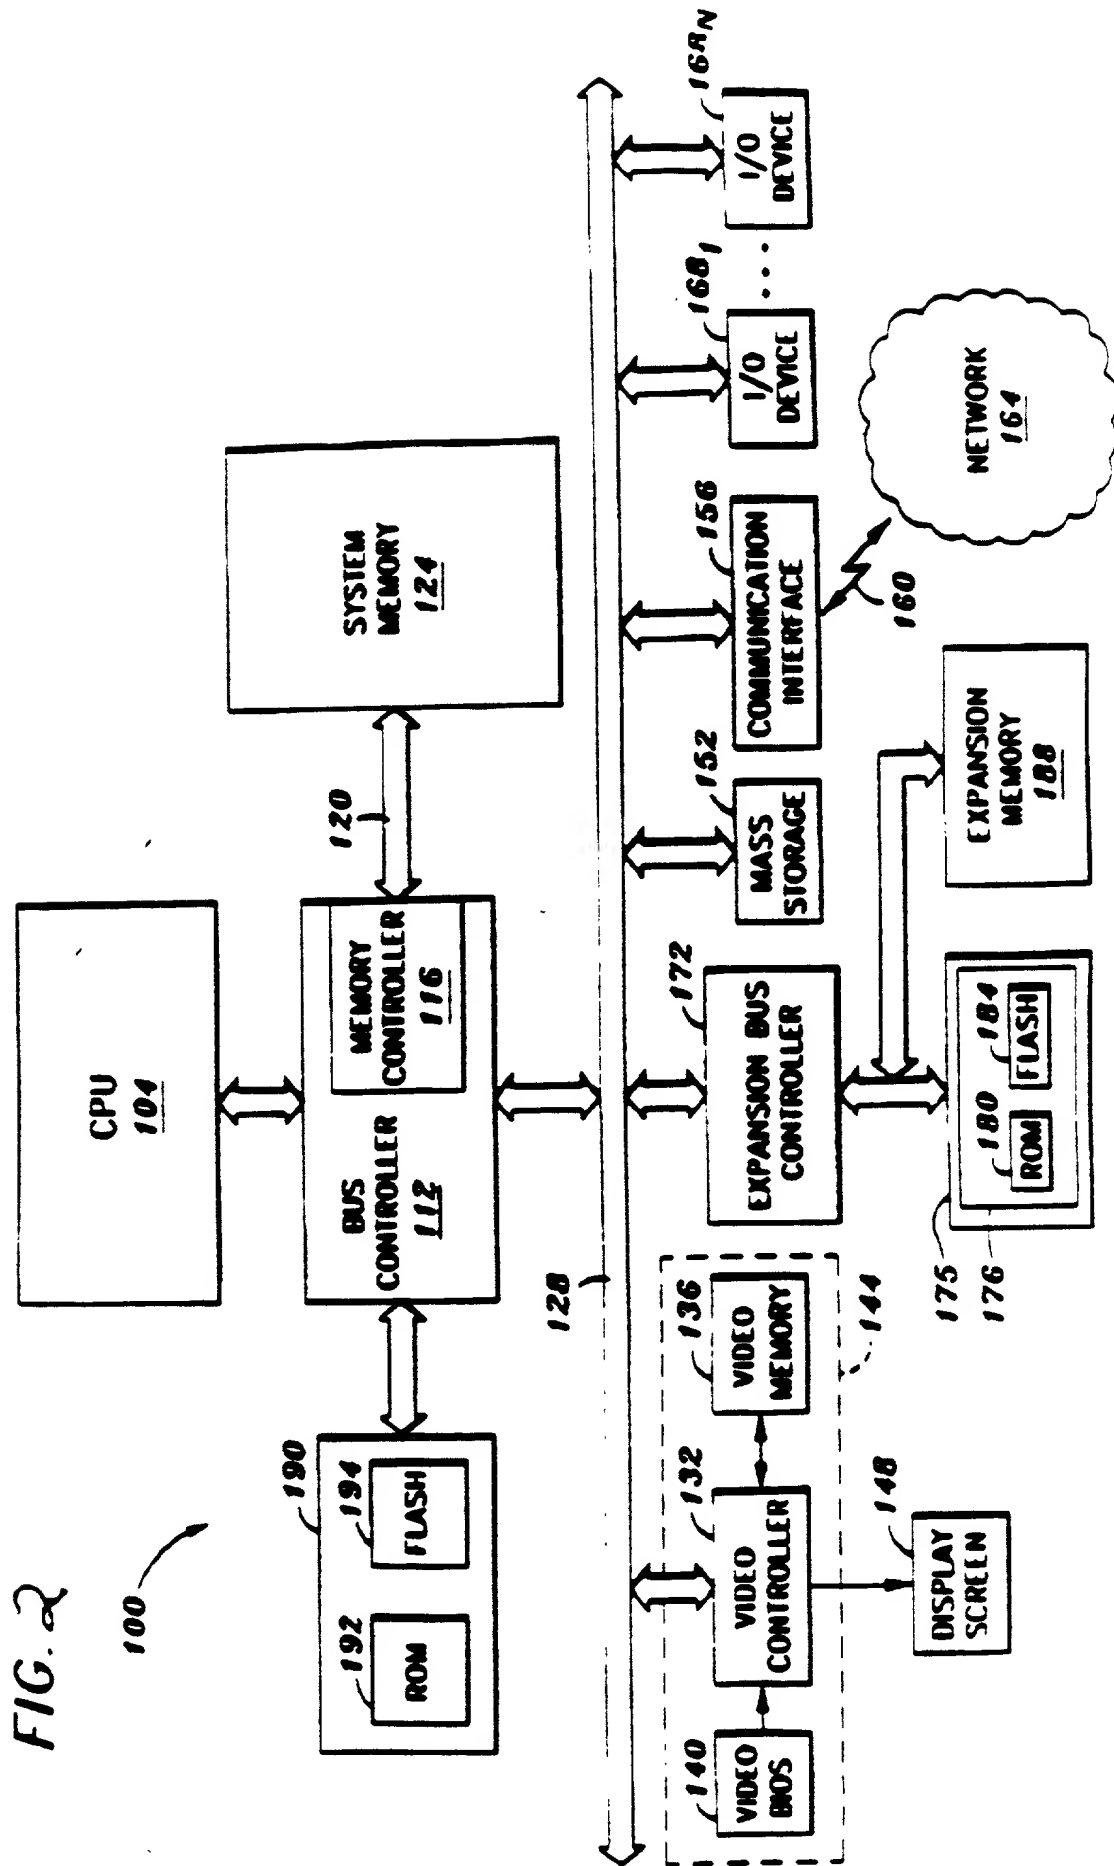 FIG. 2
100
CPU
104
190
192
ROM
194
FLASH
BUS
CONTROLLER
112
MEMORY
CONTROLLER
116
120
SYSTEM
MEMORY
124
128
140
VIDEO
BIOS
132
VIDEO
CONTROLLER
136
VIDEO
MEMORY
144
148
DISPLAY
SCREEN
172
EXPANSION BUS
CONTROLLER
175
176
180
ROM
184
FLASH
152
MASS
STORAGE
156
COMMUNICATION
INTERFACE
160
168₁
I/O
DEVICE
...
168N
I/O
DEVICE
EXPANSION
MEMORY
188
NETWORK
164